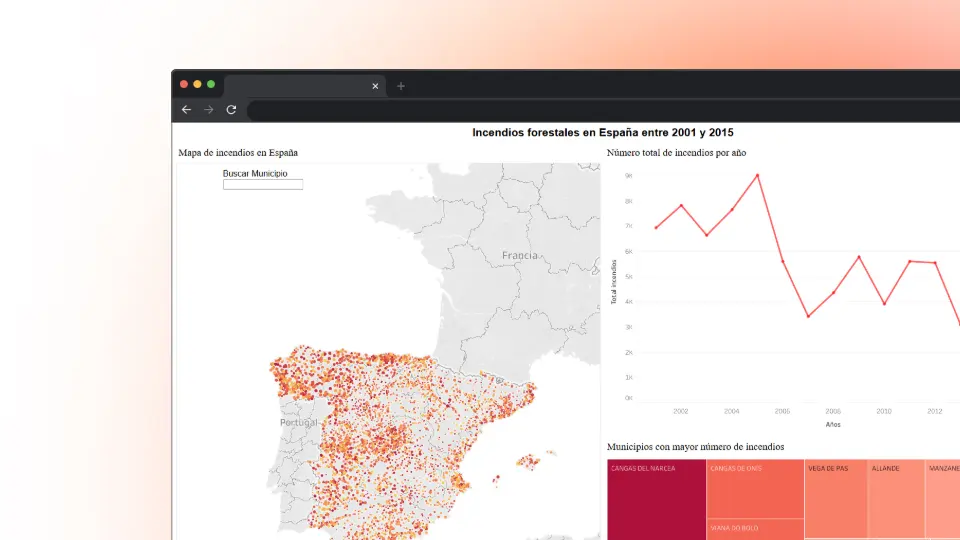 Incendios forestales en España entre 2001 y 2015
Mapa de incendios en España
Buscar Municipio
Francia
Portugal
Número total de incendios por año
9K
8K
7K
6K
5K
4K
3K
2K
1K
0K
Total incendios
2002
2004
2006
2008
2010
2012
Años
Municipios con mayor número de incendios
CANGAS DEL NARCEA
CANGAS DE ONÍS
VIANA DO BOLO
VEGA DE PAS
ALLANDE
MANZANE